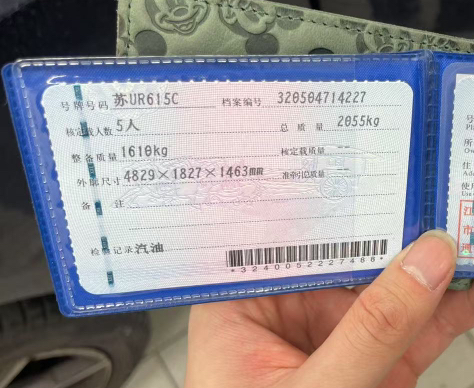 号牌号码 苏UR615C 档案编号 320504714227
核定载人数 5人 总质量 2055kg
整备质量 1610kg 核定载质量 --
外廓尺寸 4829×1827×1463mm 准牵引总质量 --
备注
检验记录 汽油
*3240052227486*